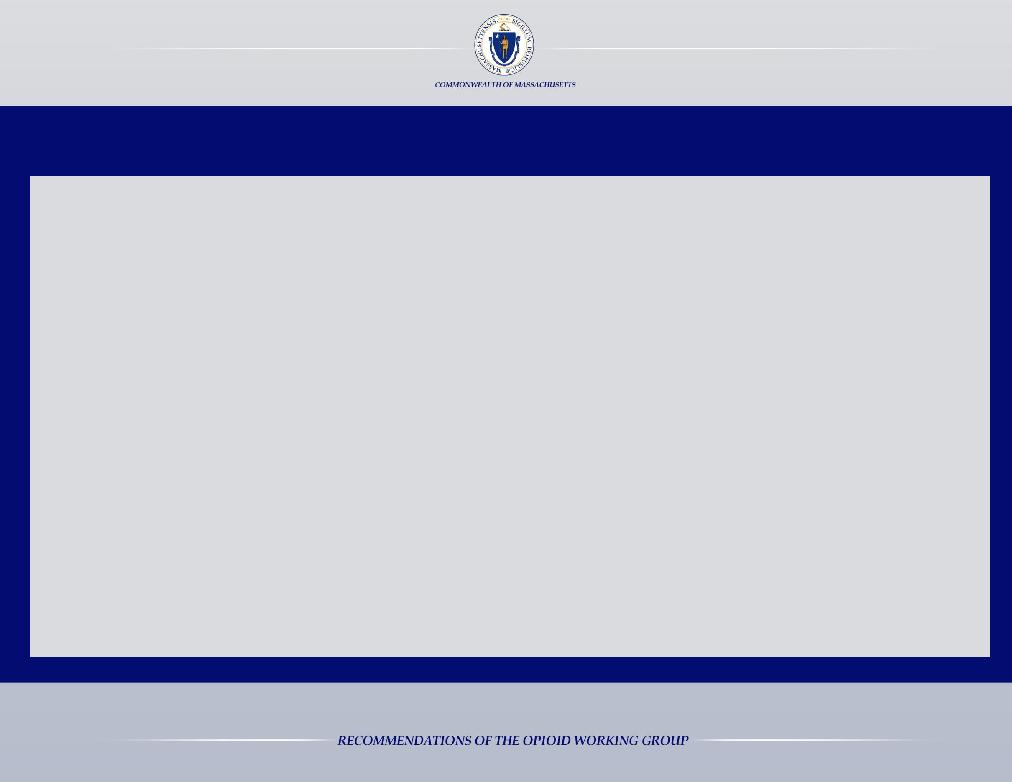 COMMONWEALTH OF MASSACHUSETTS
RECOMMENDATIONS OF THE OPIOID WORKING GROUP